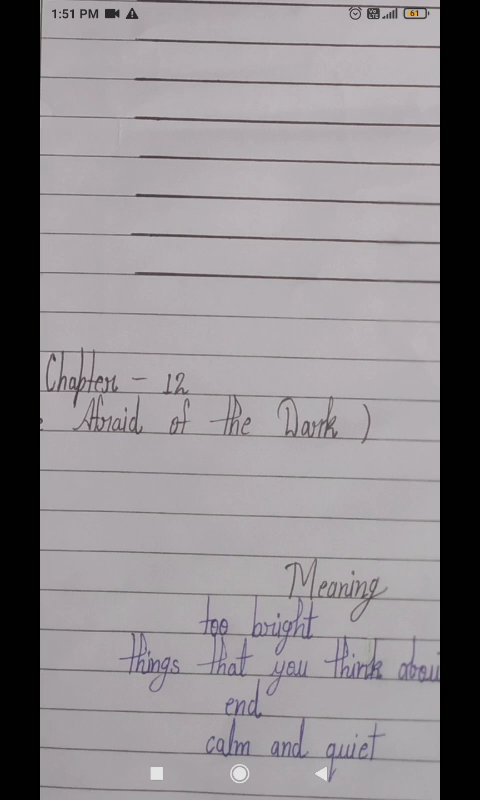 1:51 PM
61
Chapter - 12
Afraid of the Dark )
Meaning
too bright
things that you think abou
end
calm and quiet